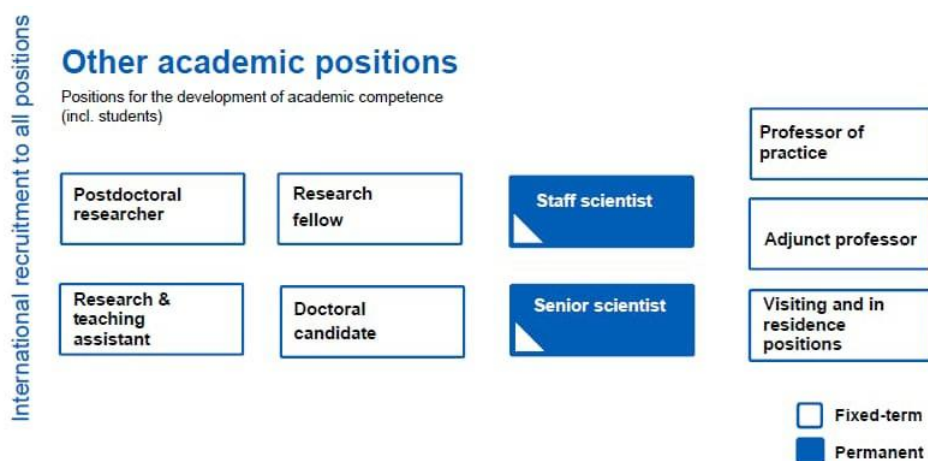 International recruitment to all positions
Other academic positions
Positions for the development of academic competence
(incl. students)
Postdoctoral
researcher
Research
fellow
Staff scientist
Professor of
practice
Adjunct professor
Research &
teaching
assistant
Doctoral
candidate
Senior scientist
Visiting and in
residence
positions
Fixed-term
Permanent